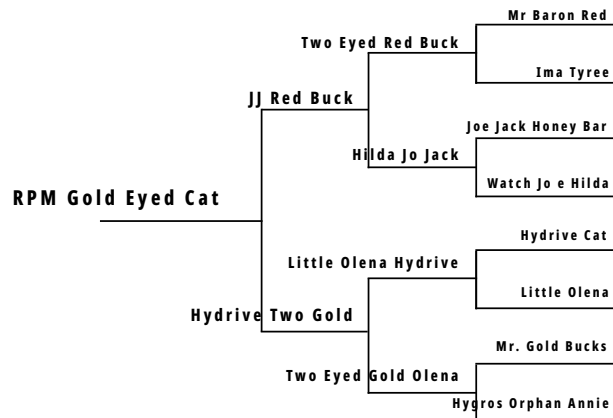 Mr Baron Red
Two Eyed Red Buck
Ima Tyree
JJ Red Buck
Joe Jack Honey Bar
Hilda Jo Jack
Watch Jo e Hilda
RPM Gold Eyed Cat
Hydrive Cat
Little Olena Hydrive
Little Olena
Hydrive Two Gold
Mr. Gold Bucks
Two Eyed Gold Olena
Hygros Orphan Annie